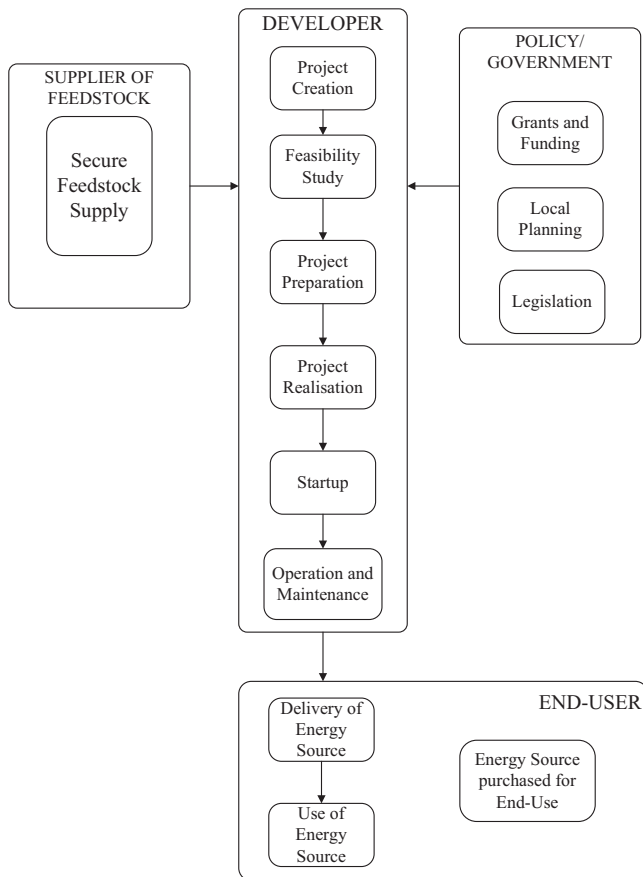 DEVELOPER
Project
Creation
Feasibility
Study
Project
Preparation
Project
Realisation
Startup
Operation and
Maintenance
SUPPLIER OF
FEEDSTOCK
Secure
Feedstock
Supply
POLICY/
GOVERNMENT
Grants and
Funding
Local
Planning
Legislation
END-USER
Delivery of
Energy
Source
Use of
Energy
Source
Energy Source
purchased for
End-Use